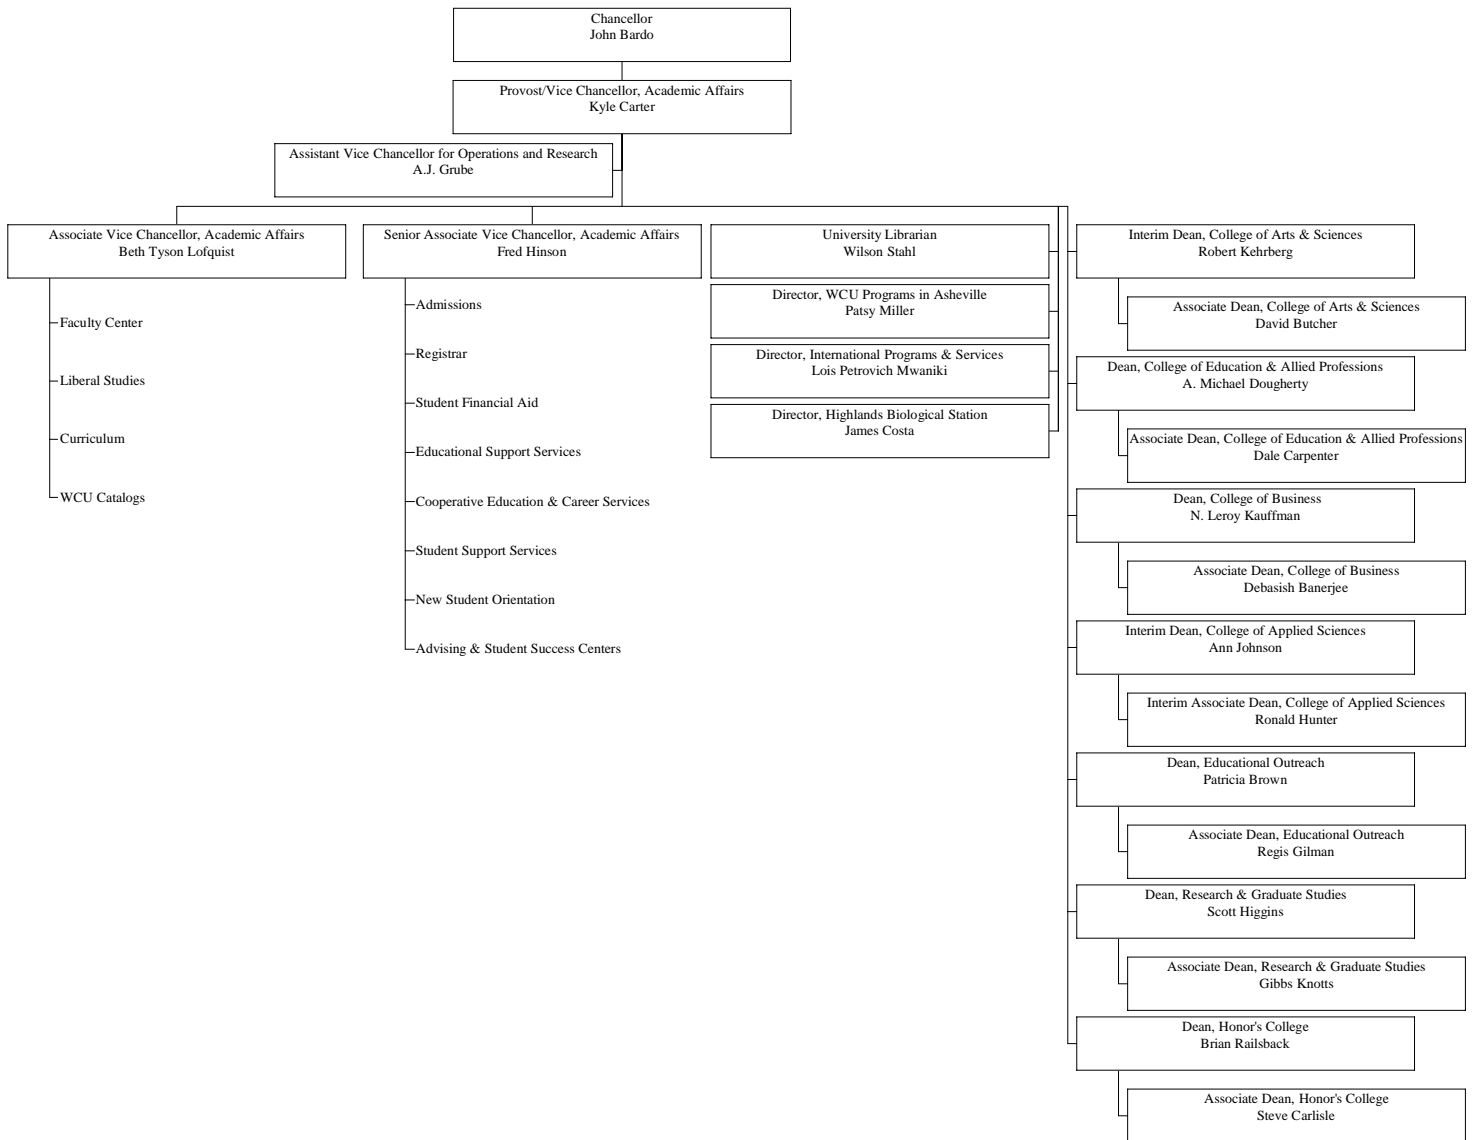 Chancellor
John Bardo
Provost/Vice Chancellor, Academic Affairs
Kyle Carter
Assistant Vice Chancellor for Operations and Research
A.J. Grube
Associate Vice Chancellor, Academic Affairs
Beth Tyson Lofquist
Faculty Center
Liberal Studies
Curriculum
WCU Catalogs
Senior Associate Vice Chancellor, Academic Affairs
Fred Hinson
Admissions
Registrar
Student Financial Aid
Educational Support Services
Cooperative Education & Career Services
Student Support Services
New Student Orientation
Advising & Student Success Centers
University Librarian
Wilson Stahl
Director, WCU Programs in Asheville
Patsy Miller
Director, International Programs & Services
Lois Petrovich Mwaniki
Director, Highlands Biological Station
James Costa
Interim Dean, College of Arts & Sciences
Robert Kehrberg
Associate Dean, College of Arts & Sciences
David Butcher
Dean, College of Education & Allied Professions
A. Michael Dougherty
Associate Dean, College of Education & Allied Professions
Dale Carpenter
Dean, College of Business
N. Leroy Kauffman
Associate Dean, College of Business
Debasish Banerjee
Interim Dean, College of Applied Sciences
Ann Johnson
Interim Associate Dean, College of Applied Sciences
Ronald Hunter
Dean, Educational Outreach
Patricia Brown
Associate Dean, Educational Outreach
Regis Gilman
Dean, Research & Graduate Studies
Scott Higgins
Associate Dean, Research & Graduate Studies
Gibbs Knotts
Dean, Honor's College
Brian Railsback
Associate Dean, Honor's College
Steve Carlisle